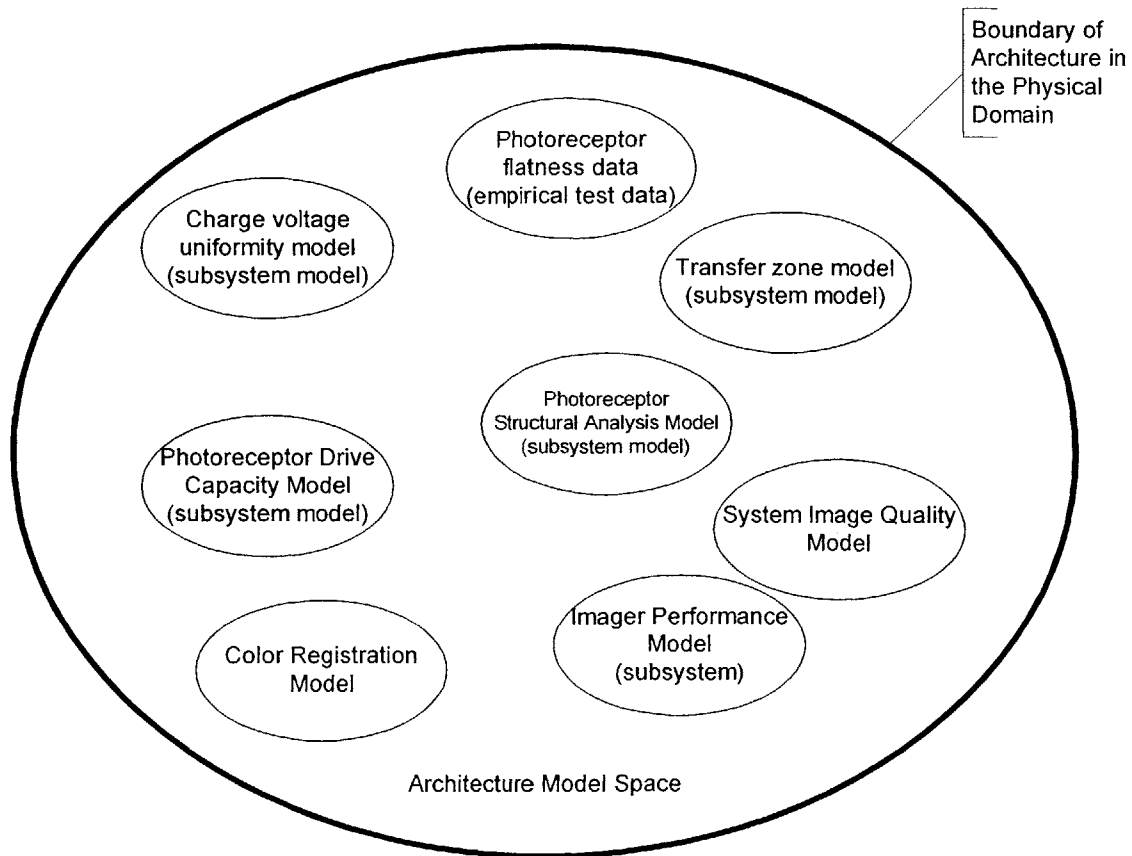 Boundary of
Architecture in
the Physical
Domain
Photoreceptor
flatness data
(empirical test data)
Charge voltage
uniformity model
(subsystem model)
Transfer zone model
(subsystem model)
Photoreceptor
Structural Analysis Model
(subsystem model)
Photoreceptor Drive
Capacity Model
(subsystem model)
System Image Quality
Model
Imager Performance
Model
(subsystem)
Color Registration
Model
Architecture Model Space